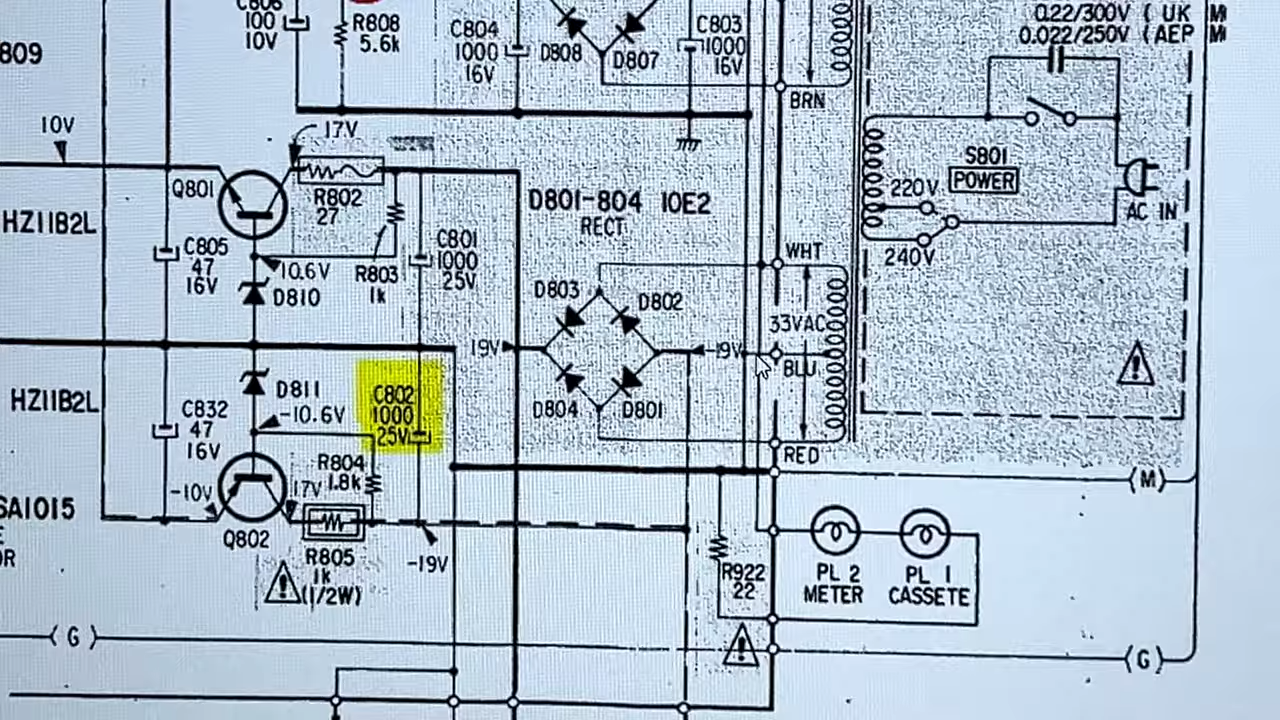 R808
5.6k
100
10V
C804
1000
16V
D808
D807
C803
1000
16V
BRN
0.22/300V ( UK M
0.022/250V ( AEP M
809
10V
17V
Q801
R802
27
HZ11B2L
C805
47
16V
10.6V
D810
R803
1k
C801
1000
25V
D801-804 10E2
RECT
S801
POWER
220V
240V
AC IN
WHT
33VAC
BLU
RED
D803
D802
D804
D801
19V
-19V
HZ11B2L
D811
-10.6V
C802
1000
25V
C832
47
16V
R804
1.8k
-10V
17V
SA1015
Q802
R805
1k
(1/2W)
-19V
R922
22
PL 2
METER
PL 1
CASSETE
(M)
(G)
(G)